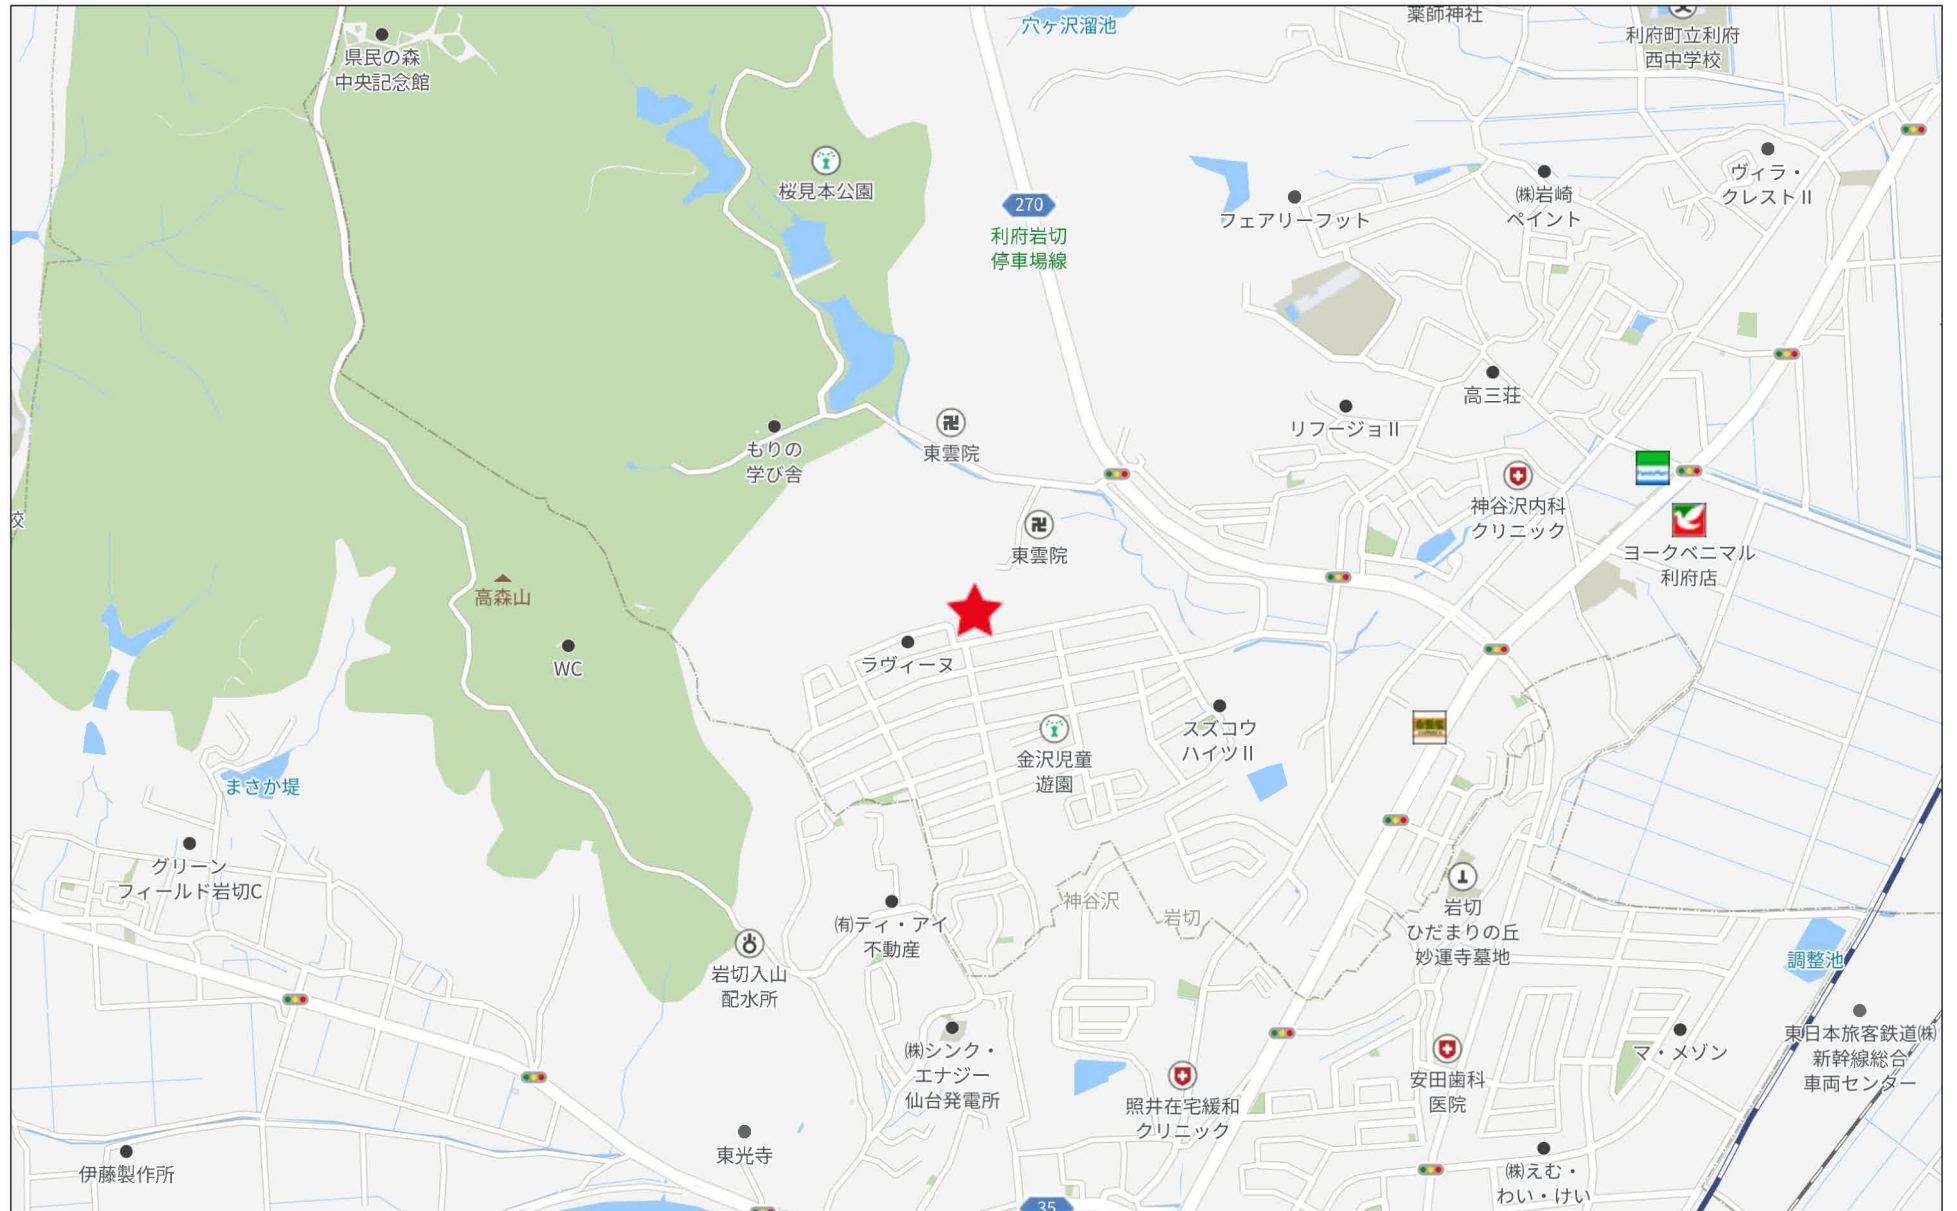 穴ヶ沢溜池
薬師神社
利府町立利府
西中学校
県民の森
中央記念館
桜見本公園
270
利府岩切
停車場線
フェアリーフット
㈱岩崎
ペイント
ヴィラ・
クレストⅡ
高三荘
リフージョⅡ
もりの
学び舎
東雲院
神谷沢内科
クリニック
校
東雲院
ヨークベニマル
利府店
高森山
WC
ラヴィーヌ
スズコウ
ハイツⅡ
金沢児童
遊園
まさか堤
グリーン
フィールド岩切C
神谷沢
岩切
㈲ティ・アイ
不動産
岩切
ひだまりの丘
妙運寺墓地
調整池
岩切入山
配水所
㈱シンク・
エナジー
仙台発電所
東日本旅客鉄道㈱
新幹線総合
車両センター
マ・メゾン
安田歯科
医院
照井在宅緩和
クリニック
東光寺
伊藤製作所
㈱えむ・
わい・けい
35